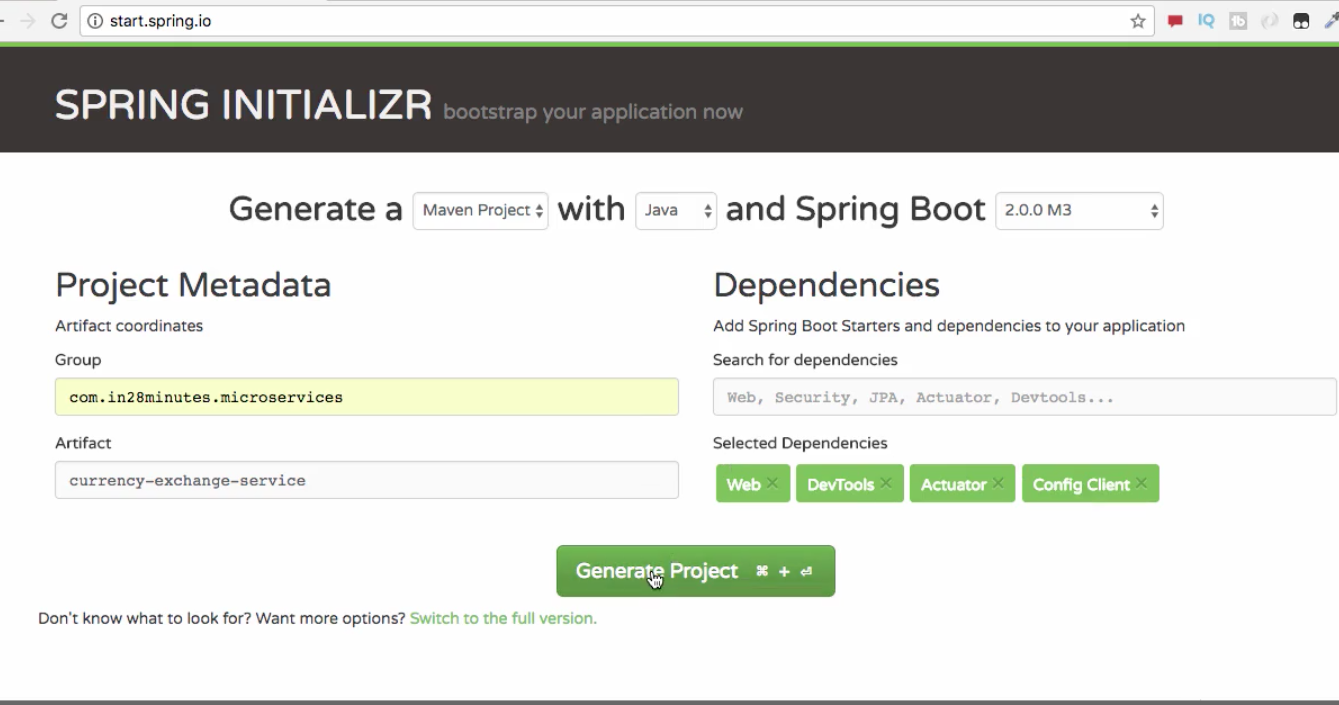 start.spring.io
SPRING INITIALIZR bootstrap your application now
Generate a Maven Project with Java and Spring Boot 2.0.0 M3
Project Metadata
Artifact coordinates
Group
com.in28minutes.microservices
Artifact
currency-exchange-service
Dependencies
Add Spring Boot Starters and dependencies to your application
Search for dependencies
Web, Security, JPA, Actuator, Devtools...
Selected Dependencies
Web × DevTools × Actuator × Config Client ×
Generate Project ⌘ + ⏎
Don't know what to look for? Want more options? Switch to the full version.